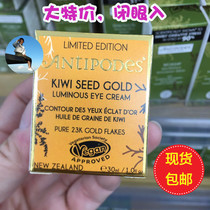 大特价，闭眼入
LIMITED EDITION
ANTIPODES
KIWI SEED GOLD
LUMINOUS EYE CREAM
CONTOUR DES YEUX ÉCLAT D'OR
HUILE DE GRAINE DE KIWI
PURE 23K GOLD FLAKES
Vegan
APPROVED
NEW ZEALAND
30ml
现货
包邮